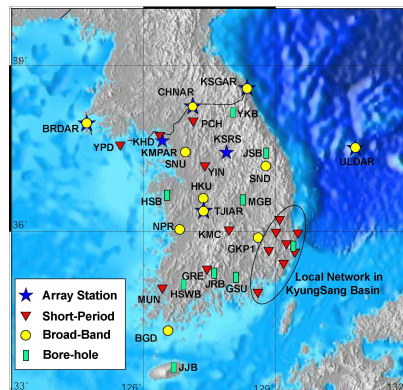 39°
KSGAR
CHNAR
YKB
BRDAR
PCH
KHD
YPD
KMPAR
KSRS
JSB
ULDAR
SNU
YIN
SND
HKU
HSB
MGB
TJIAR
36°
NPR
KMC
GKP1
Local Network in
KyungSang Basin
GRE
JRB
GSU
MUN
HSWB
BGD
JJB
33°
126°
129°
Array Station
Short-Period
Broad-Band
Bore-hole